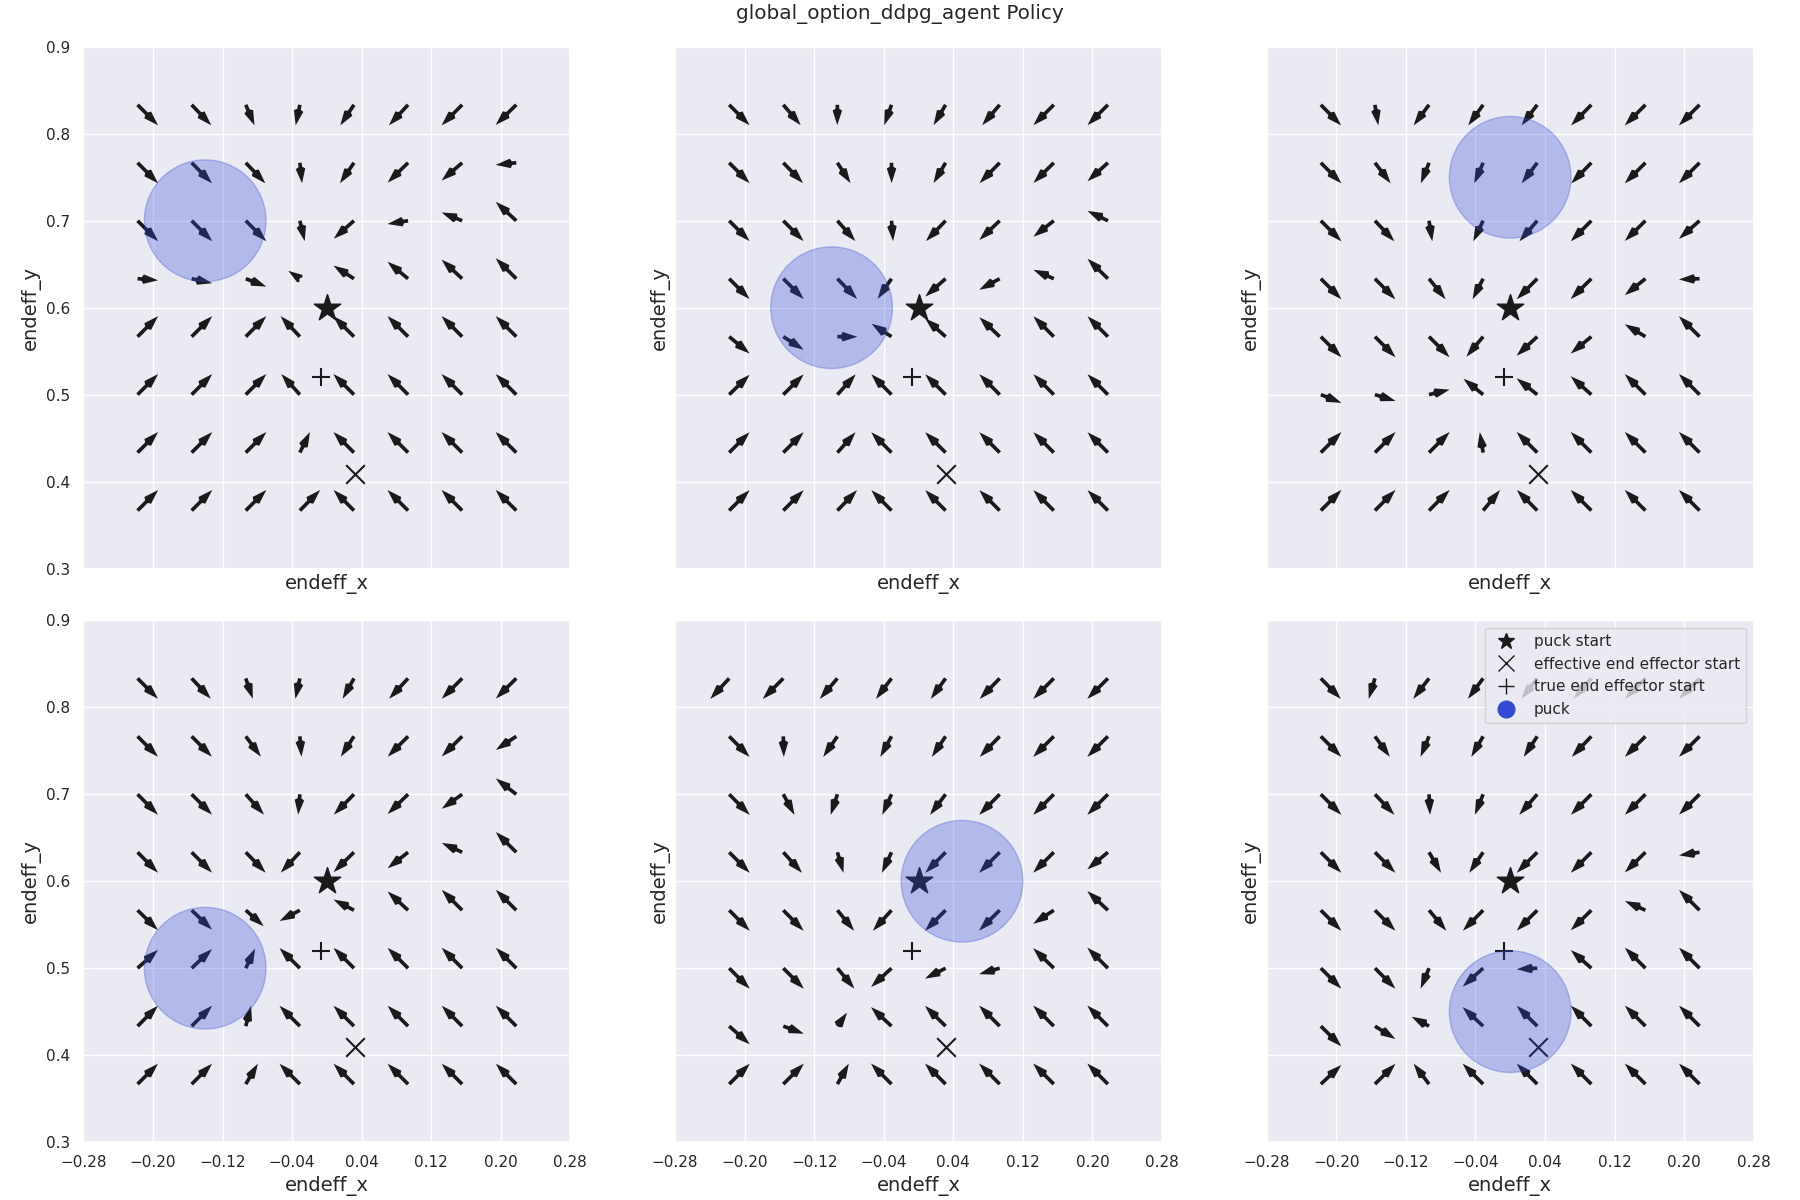 global_option_ddpg_agent Policy
0.9
0.8
0.7
0.6
0.5
0.4
0.3
endeff_y
endeff_x
endeff_y
endeff_x
endeff_y
endeff_x
0.9
0.8
0.7
0.6
0.5
0.4
0.3
endeff_y
−0.28 −0.20 −0.12 −0.04 0.04 0.12 0.20 0.28
endeff_x
endeff_y
−0.28 −0.20 −0.12 −0.04 0.04 0.12 0.20 0.28
endeff_x
puck start
effective end effector start
true end effector start
puck
endeff_y
−0.28 −0.20 −0.12 −0.04 0.04 0.12 0.20 0.28
endeff_x